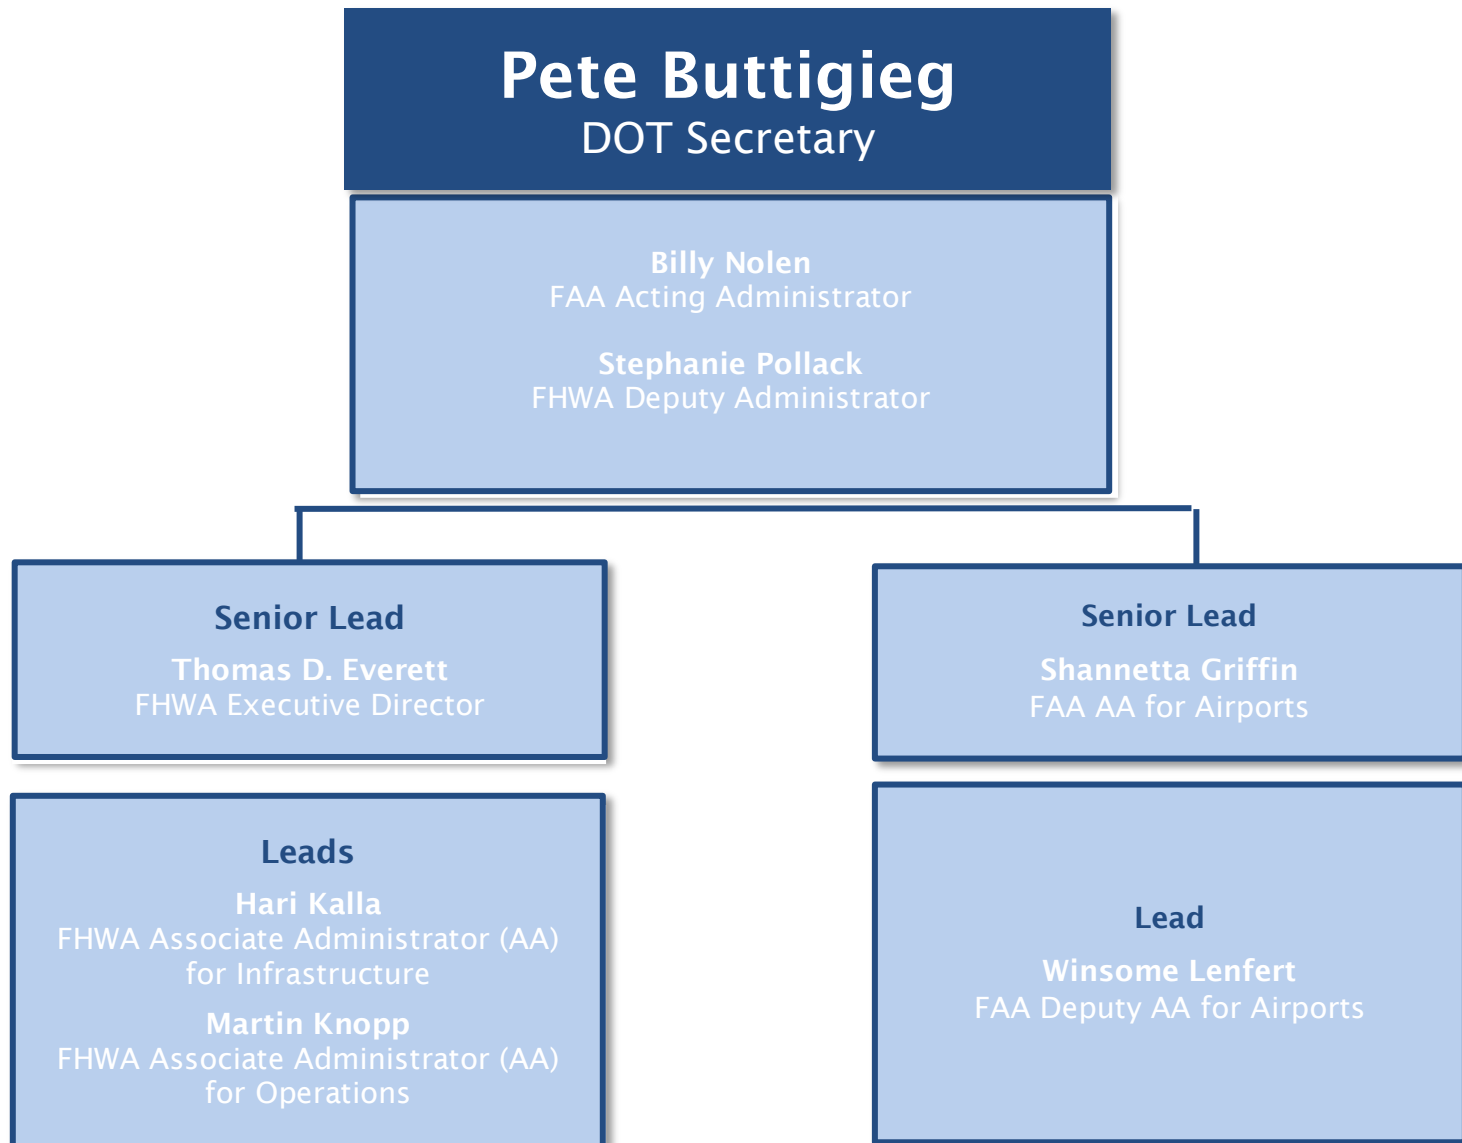 Pete Buttigieg
DOT Secretary
Billy Nolen
FAA Acting Administrator
Stephanie Pollack
FHWA Deputy Administrator
Senior Lead
Thomas D. Everett
FHWA Executive Director
Senior Lead
Shannetta Griffin
FAA AA for Airports
Leads
Hari Kalla
FHWA Associate Administrator (AA)
for Infrastructure
Martin Knopp
FHWA Associate Administrator (AA)
for Operations
Lead
Winsome Lenfert
FAA Deputy AA for Airports